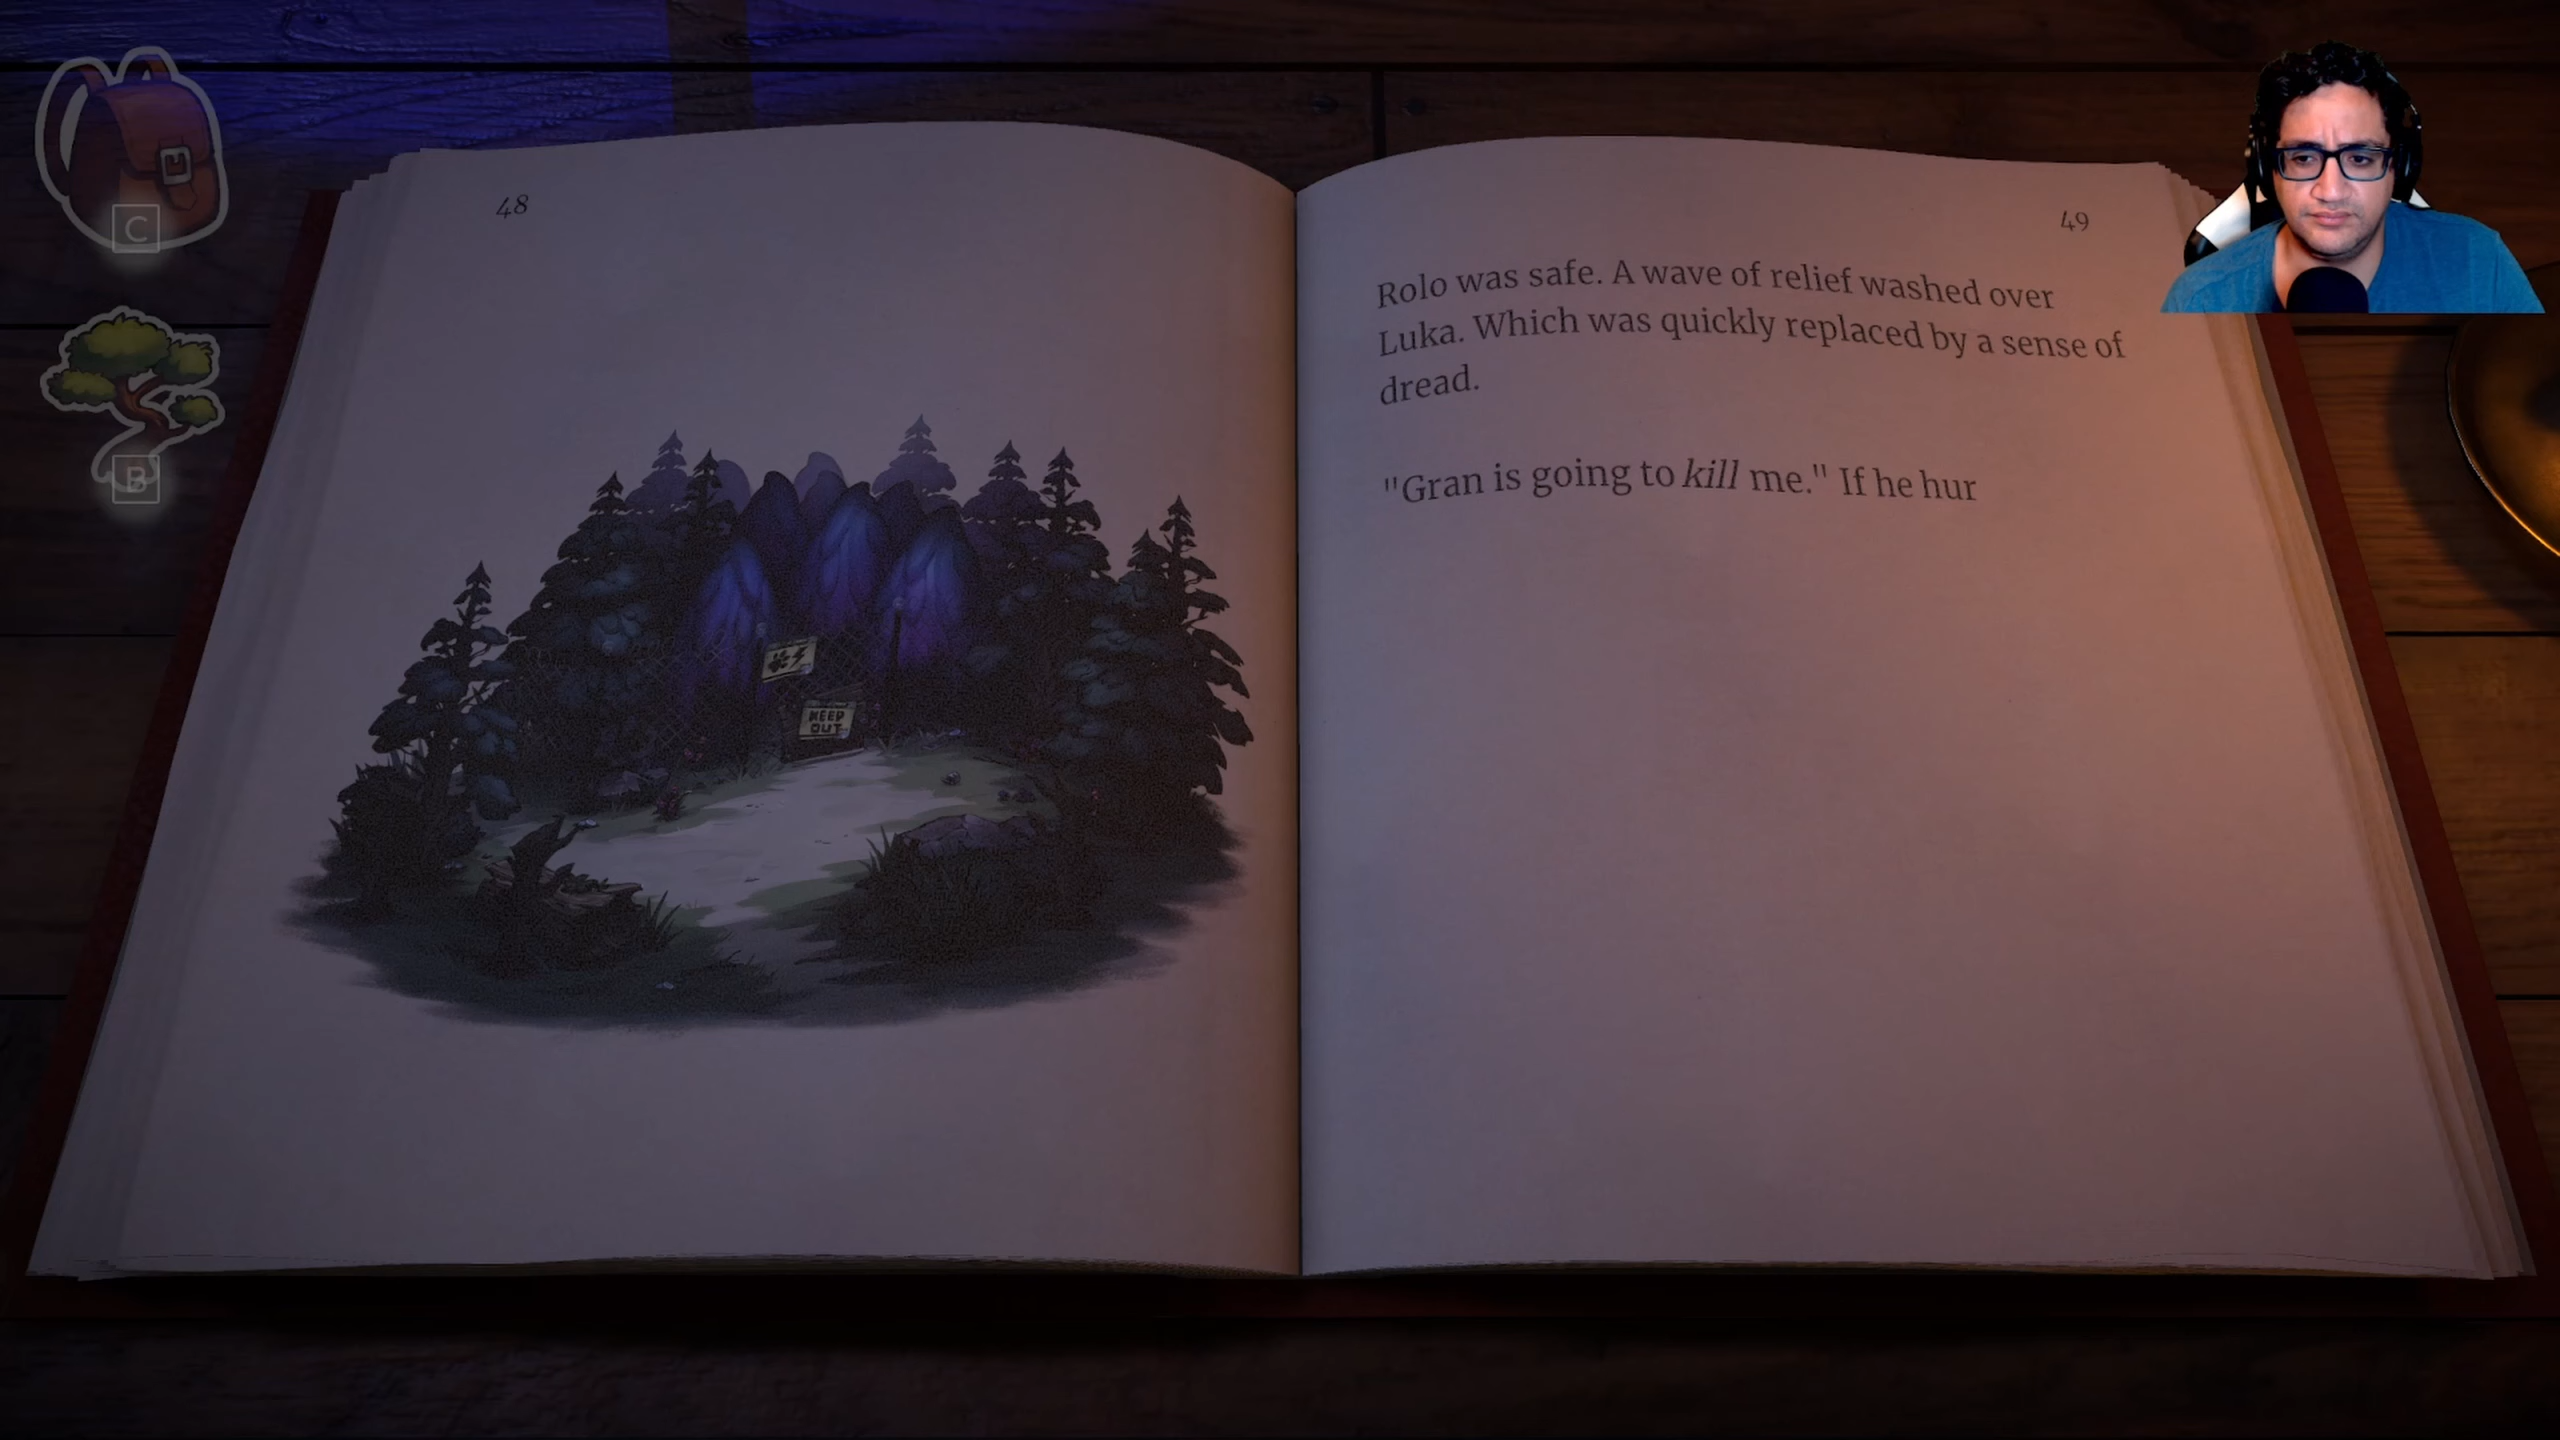 C
B
48
KEEP
OUT
49
Rolo was safe. A wave of relief washed over
Luka. Which was quickly replaced by a sense of
dread.
"Gran is going to kill me." If he hur